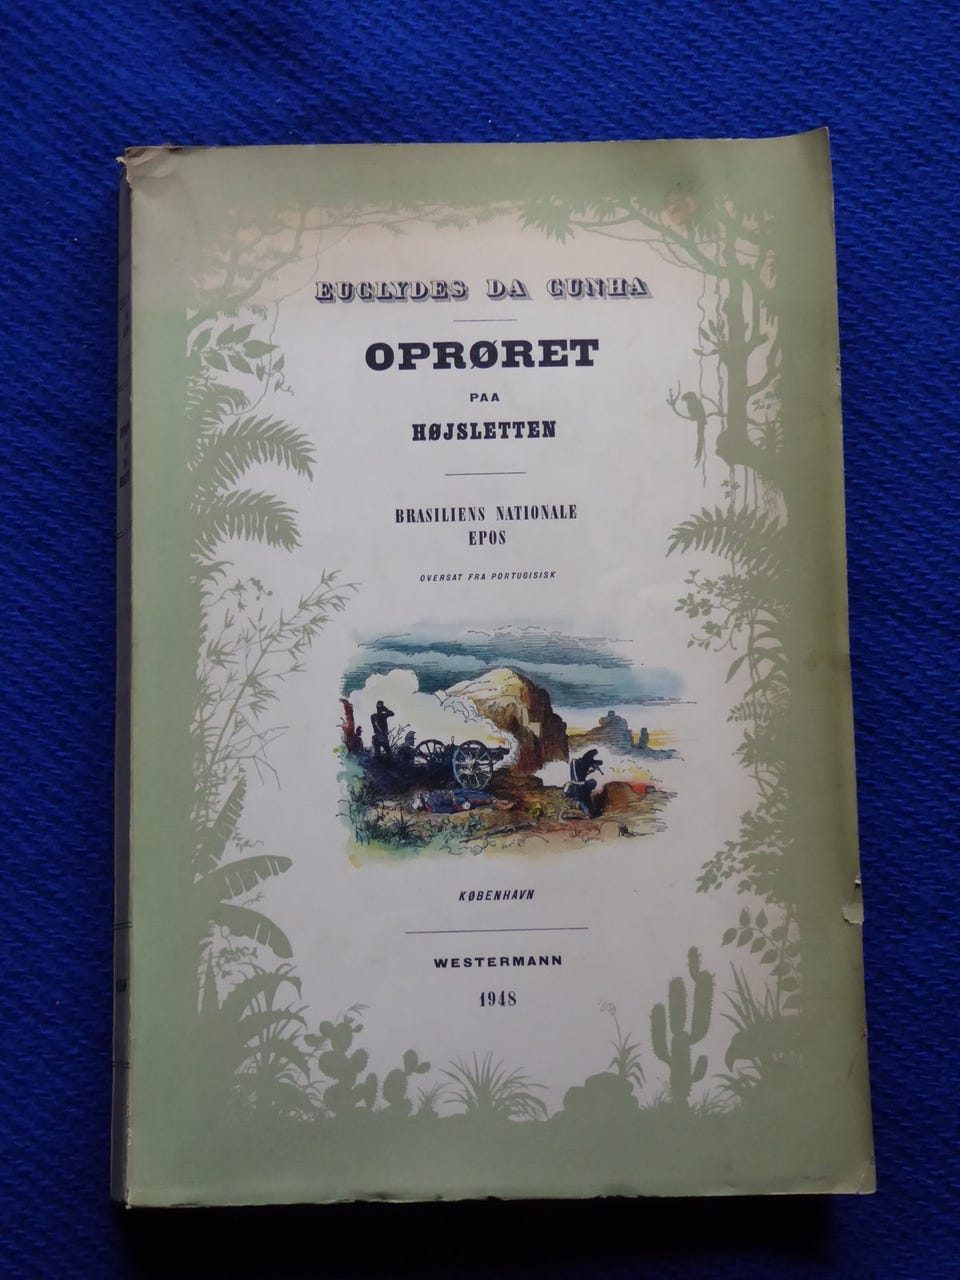 EUCLYDES DA CUNHA
OPRØRET
PAA
HØJSLETTEN
BRASILIENS NATIONALE
EPOS
OVERSAT FRA PORTUGISISK
KØBENHAVN
WESTERMANN
1948